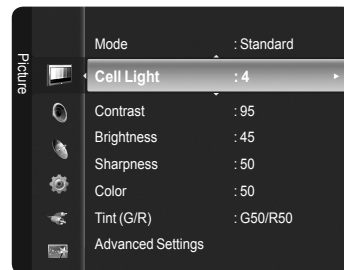 Picture
Mode : Standard
Cell Light : 4
Contrast : 95
Brightness : 45
Sharpness : 50
Color : 50
Tint (G/R) : G50/R50
Advanced Settings